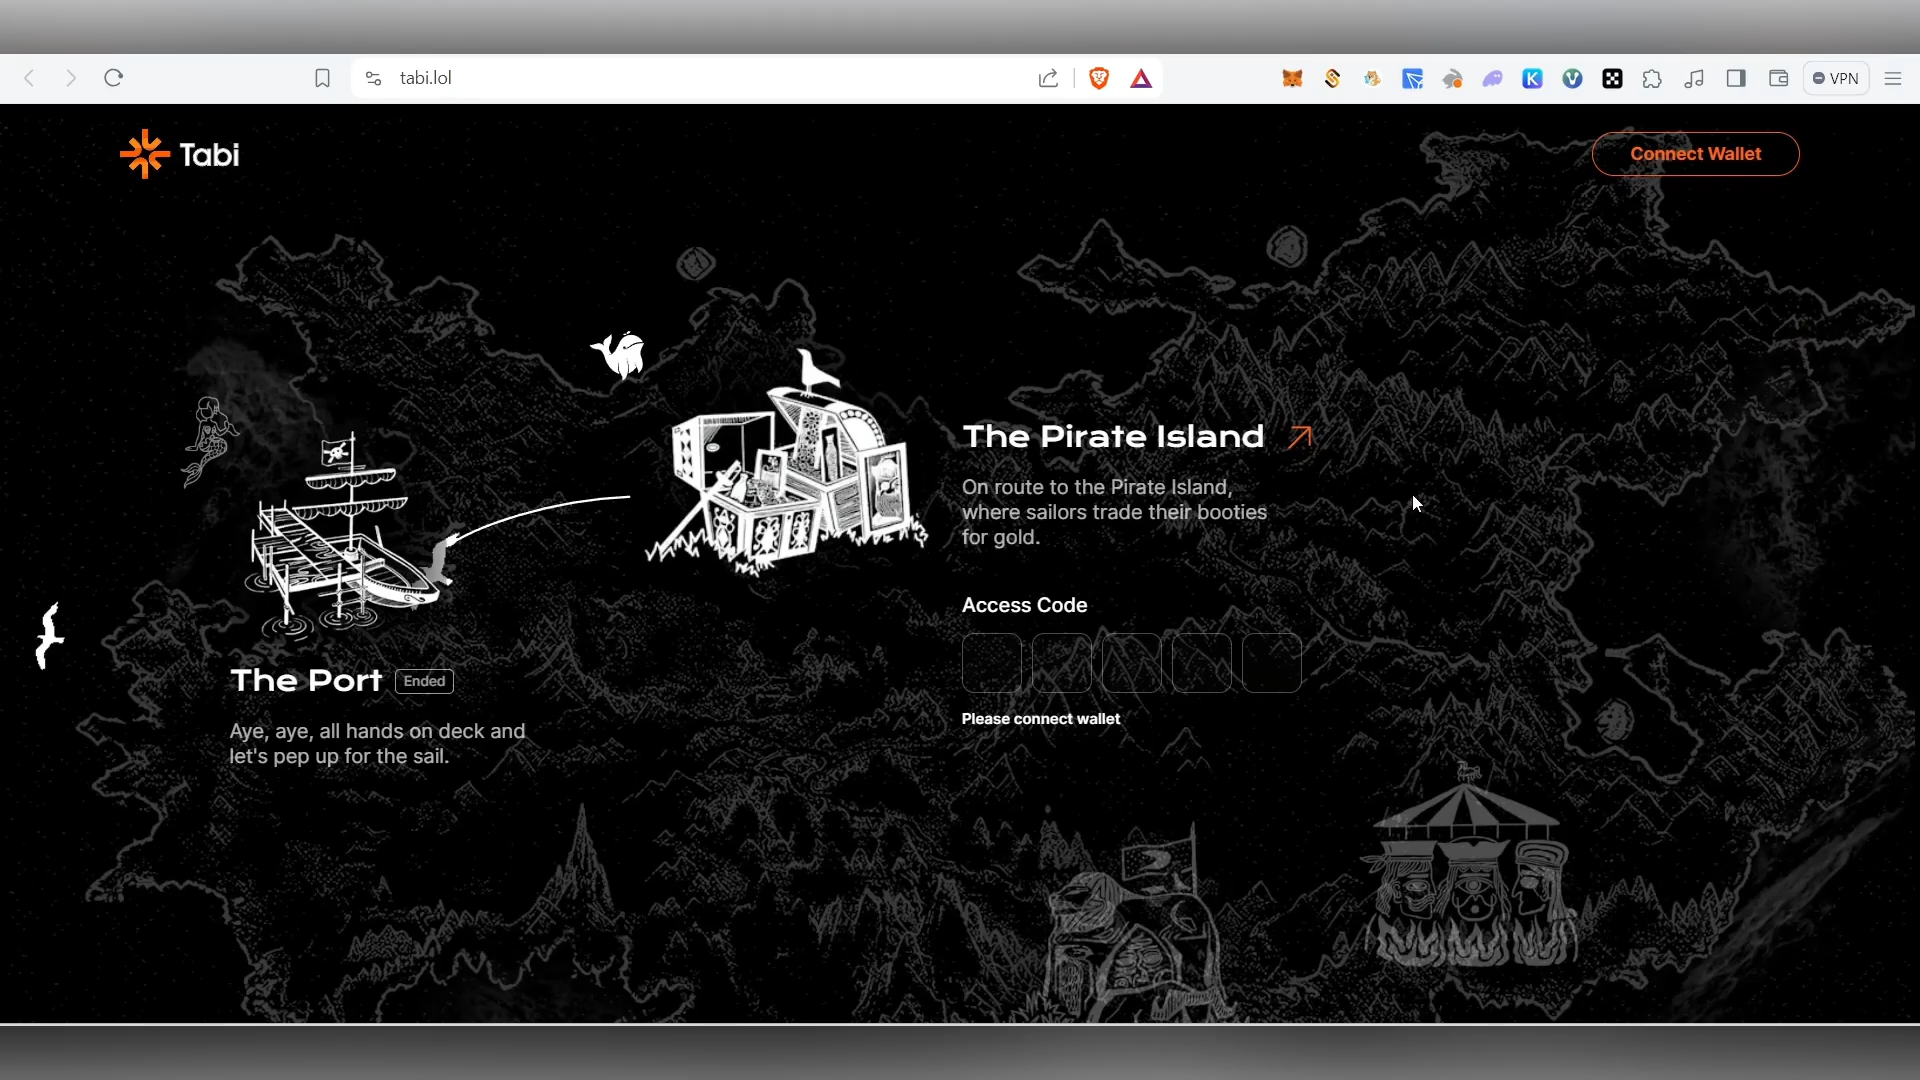 tabi.lol
VPN
Tabi
Connect Wallet
The Pirate Island
On route to the Pirate Island,
where sailors trade their booties
for gold.
Access Code
Please connect wallet
The Port
Ended
Aye, aye, all hands on deck and
let's pep up for the sail.